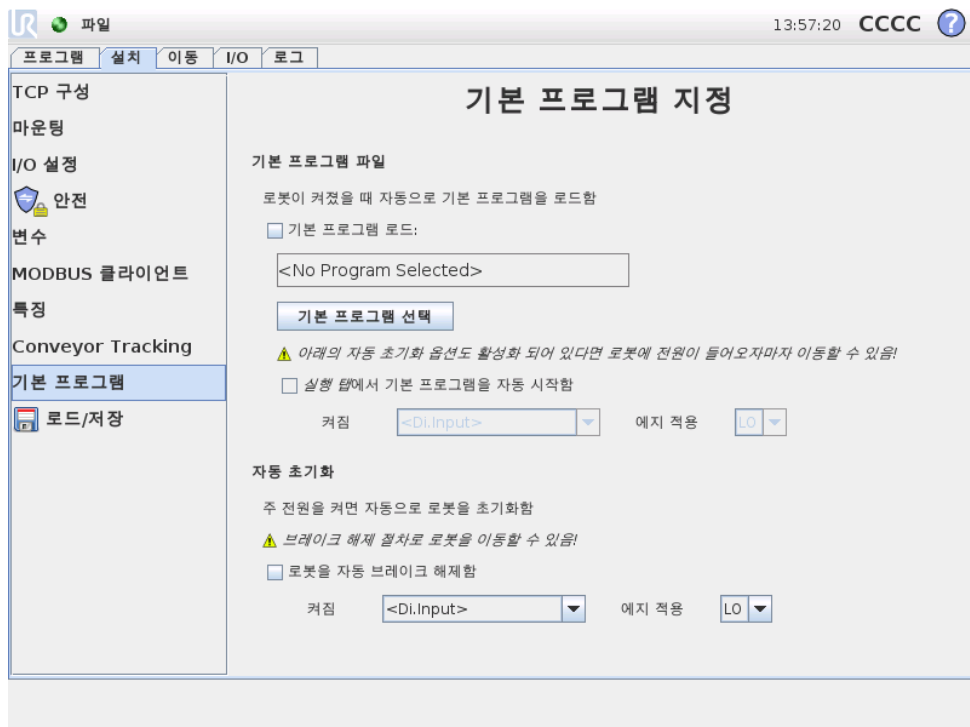 UR 파일 13:57:20 CCCC ?
프로그램 설치 이동 I/O 로그
TCP 구성
마운팅
I/O 설정
안전
변수
MODBUS 클라이언트
특징
Conveyor Tracking
기본 프로그램
로드/저장
기본 프로그램 지정
기본 프로그램 파일
로봇이 켜졌을 때 자동으로 기본 프로그램을 로드함
기본 프로그램 로드:
<No Program Selected>
기본 프로그램 선택
아래의 자동 초기화 옵션도 활성화 되어 있다면 로봇에 전원이 들어오자마자 이동할 수 있음!
실행 탭에서 기본 프로그램을 자동 시작함
켜짐 <Di.Input> 에지 적용 LO
자동 초기화
주 전원을 켜면 자동으로 로봇을 초기화함
브레이크 해제 절차로 로봇을 이동할 수 있음!
로봇을 자동 브레이크 해제함
켜짐 <Di.Input> 에지 적용 LO